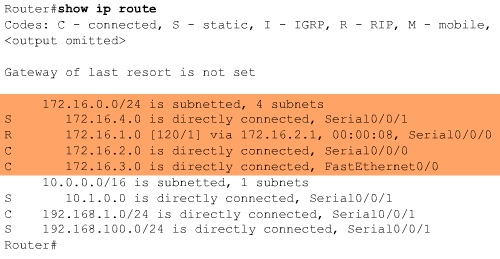 Router#show ip route
Codes: C - connected, S - static, I - IGRP, R - RIP, M - mobile,
<output omitted>
Gateway of last resort is not set
172.16.0.0/24 is subnetted, 4 subnets
S 172.16.4.0 is directly connected, Serial0/0/1
R 172.16.1.0 [120/1] via 172.16.2.1, 00:00:08, Serial0/0/0
C 172.16.2.0 is directly connected, Serial0/0/0
C 172.16.3.0 is directly connected, FastEthernet0/0
10.0.0.0/16 is subnetted, 1 subnets
S 10.1.0.0 is directly connected, Serial0/0/1
C 192.168.1.0/24 is directly connected, Serial0/0/1
S 192.168.100.0/24 is directly connected, Serial0/0/1
Router#